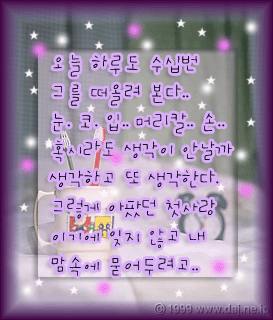 오늘 하루도 수십번
그를 떠올려 본다..
눈. 코. 입.. 머리칼.. 손..
혹시라도 생각이 안날까
생각하고 또 생각한다.
그렇게 아팠던 첫사랑
이기에 잊지 않고 내
맘속에 묻어두려고..
© 1999 www.dal.ne.k